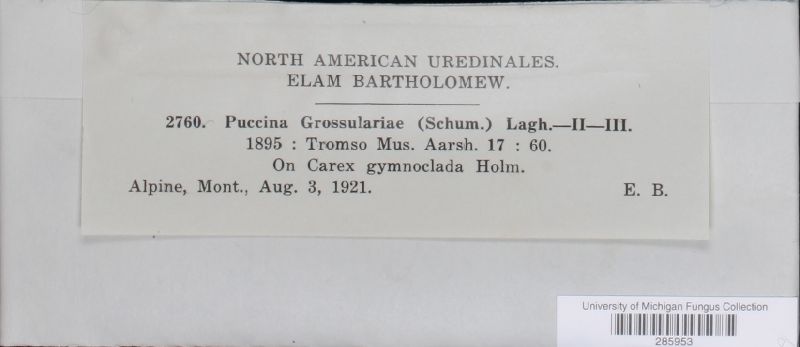 NORTH AMERICAN UREDINALES.
ELAM BARTHOLOMEW.
2760. Puccina Grossulariae (Schum.) Lagh.—II—III.
1895 : Tromso Mus. Aarsh. 17 : 60.
On Carex gymnoclada Holm.
Alpine, Mont., Aug. 3, 1921. E. B.
University of Michigan Fungus Collection
285953